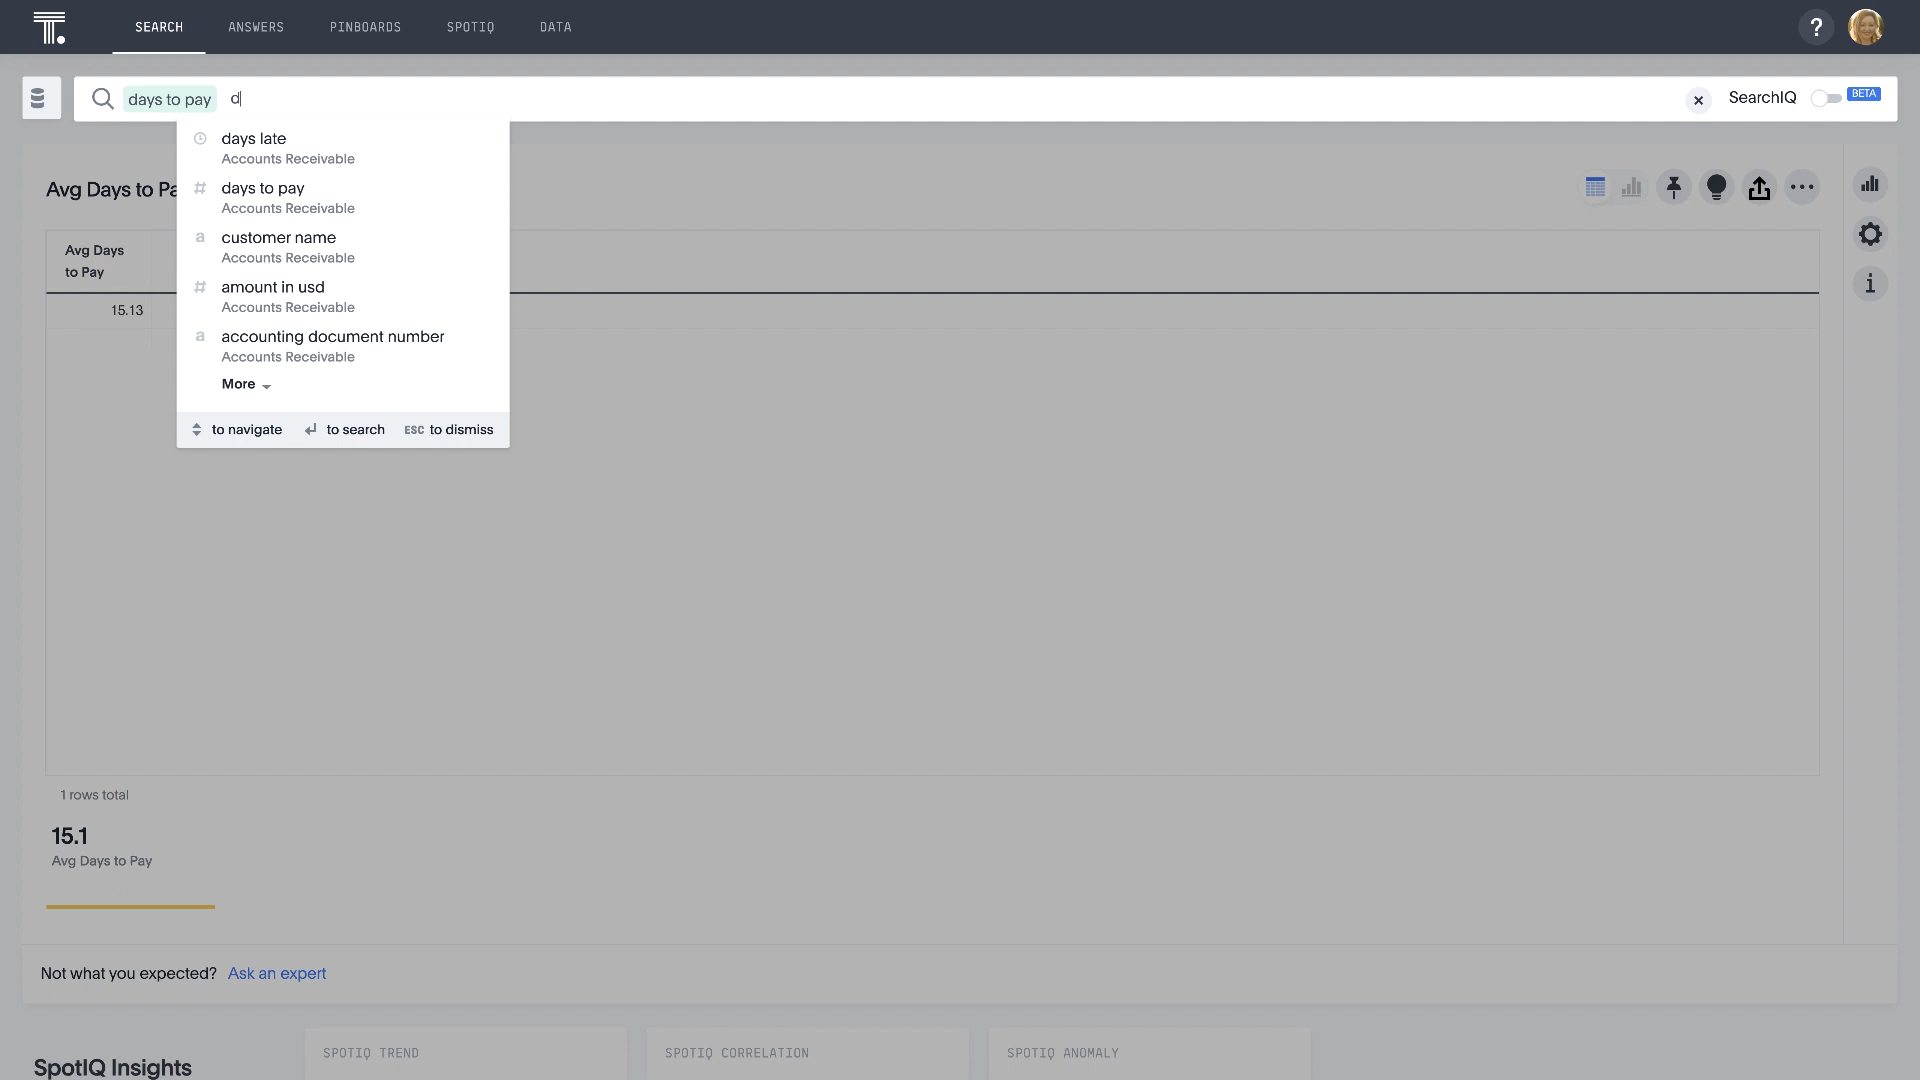 T.
SEARCH
ANSWERS
PINBOARDS
SPOTIQ
DATA
?
days to pay d
SearchIQ
BETA
days late
Accounts Receivable
# days to pay
Accounts Receivable
a customer name
Accounts Receivable
# amount in usd
Accounts Receivable
a accounting document number
Accounts Receivable
More
to navigate
to search
ESC to dismiss
Avg Days to Pa
Avg Days
to Pay
15.13
1 rows total
15.1
Avg Days to Pay
Not what you expected? Ask an expert
SpotIQ Insights
SPOTIQ TREND
SPOTIQ CORRELATION
SPOTIQ ANOMALY